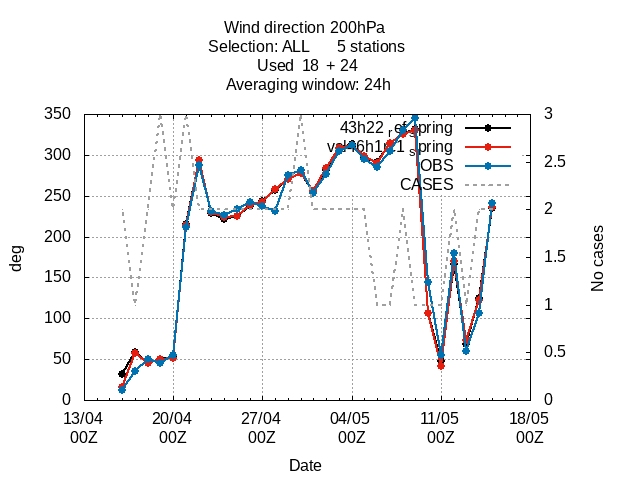 Wind direction 200hPa
Selection: ALL 5 stations
Used 18 + 24
Averaging window: 24h
350
300
250
200
150
100
50
0
3
2.5
2
1.5
1
0.5
0
43h22
OBS
CASES
deg
No cases
13/04 20/04 27/04 04/05 11/05 18/05
00Z 00Z 00Z 00Z 00Z 00Z
Date